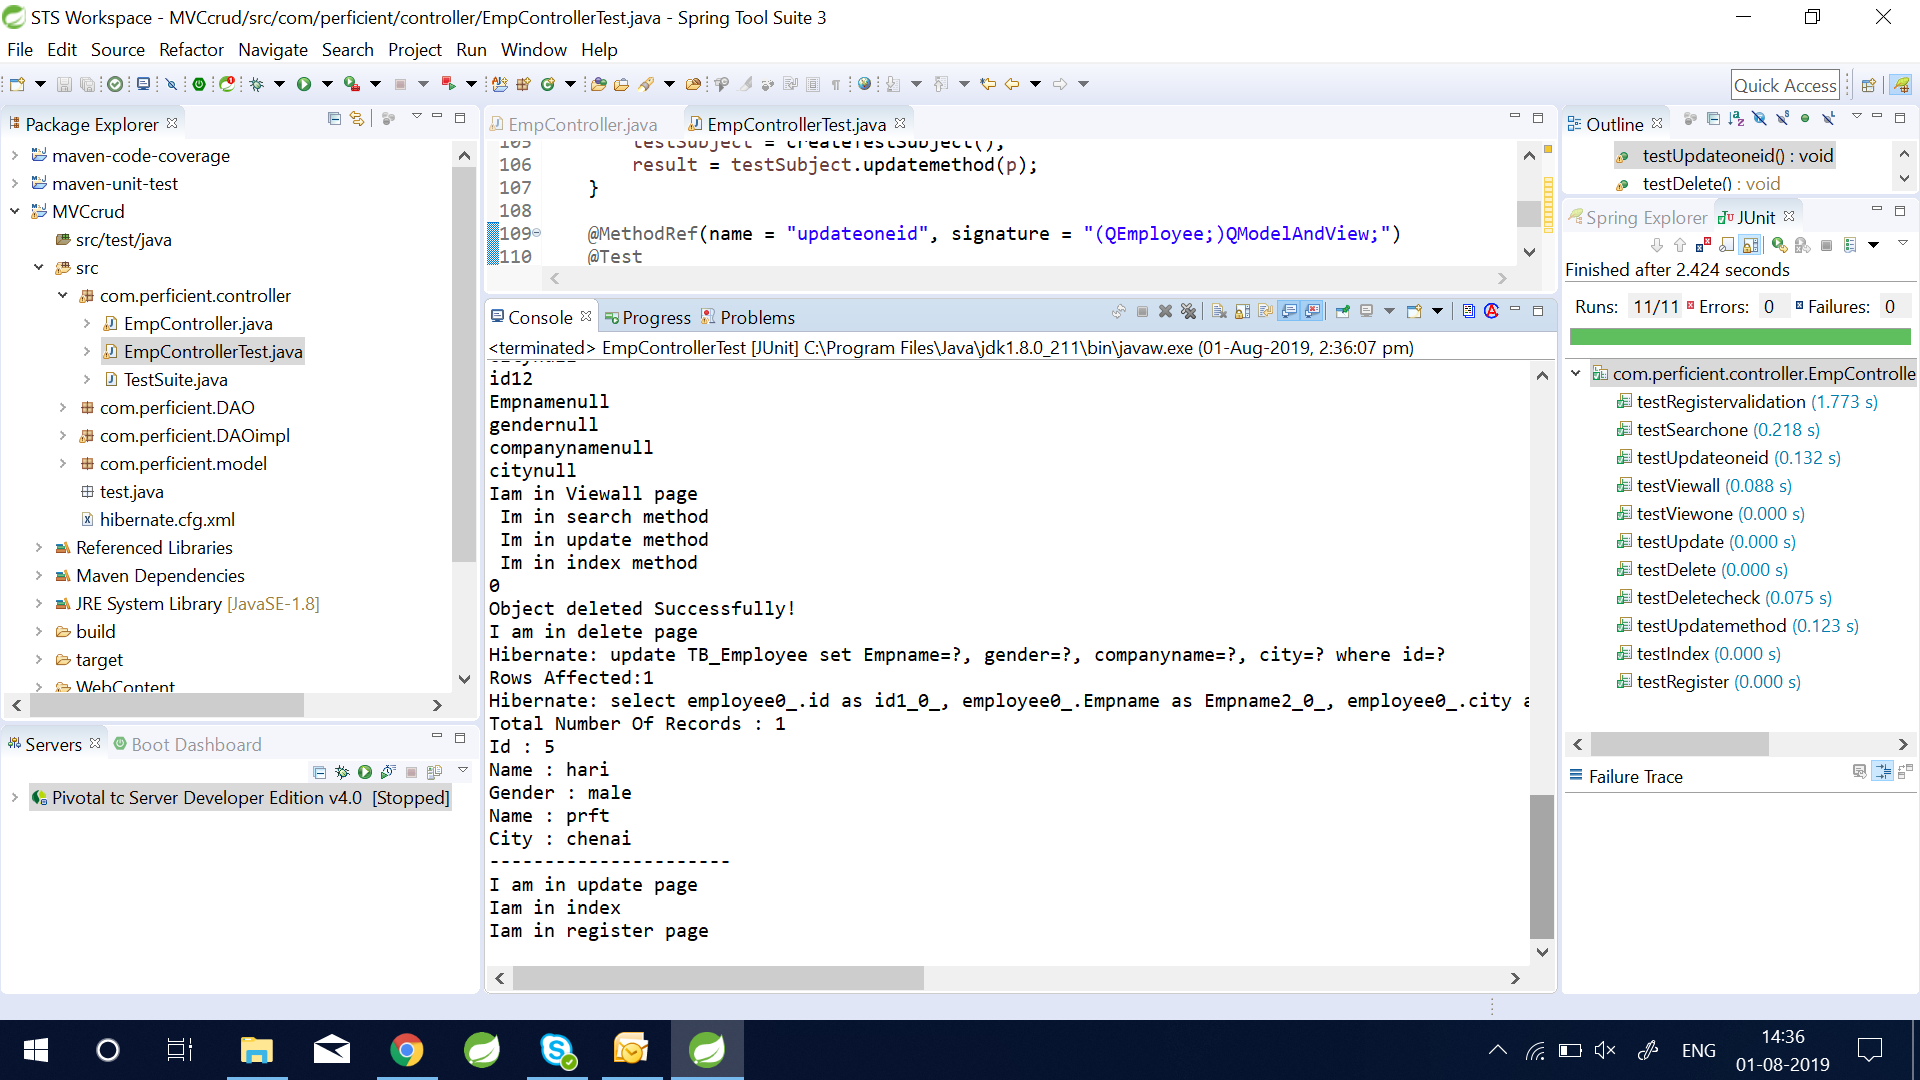 STS Workspace - MVCcrud/src/com/perficient/controller/EmpControllerTest.java - Spring Tool Suite 3
File Edit Source Refactor Navigate Search Project Run Window Help
Quick Access
Package Explorer
maven-code-coverage
maven-unit-test
MVCcrud
src/test/java
src
com.perficient.controller
EmpController.java
EmpControllerTest.java
TestSuite.java
com.perficient.DAO
com.perficient.DAOimpl
com.perficient.model
test.java
hibernate.cfg.xml
Referenced Libraries
Maven Dependencies
JRE System Library [JavaSE-1.8]
build
target
WebContent
Servers Boot Dashboard
Pivotal tc Server Developer Edition v4.0 [Stopped]
EmpController.java EmpControllerTest.java
105 testSubject = createTestSubject();
106 result = testSubject.updatemethod(p);
107 }
108
109 @MethodRef(name = "updateoneid", signature = "(QEmployee;)QModelAndView;")
110 @Test
Console Progress Problems
<terminated> EmpControllerTest [JUnit] C:\Program Files\Java\jdk1.8.0_211\bin\javaw.exe (01-Aug-2019, 2:36:07 pm)
citynull
id12
Empnamenull
gendernull
companynamenull
citynull
Iam in Viewall page
Im in search method
Im in update method
Im in index method
0
Object deleted Successfully!
I am in delete page
Hibernate: update TB_Employee set Empname=?, gender=?, companyname=?, city=? where id=?
Rows Affected:1
Hibernate: select employee0_.id as id1_0_, employee0_.Empname as Empname2_0_, employee0_.city a
Total Number Of Records : 1
Id : 5
Name : hari
Gender : male
Name : prft
City : chenai
----------------------
I am in update page
Iam in index
Iam in register page
Outline
testUpdateoneid() : void
testDelete() : void
Spring Explorer JUnit
Finished after 2.424 seconds
Runs: 11/11 Errors: 0 Failures: 0
com.perficient.controller.EmpControlle
testRegistervalidation (1.773 s)
testSearchone (0.218 s)
testUpdateoneid (0.132 s)
testViewall (0.088 s)
testViewone (0.000 s)
testUpdate (0.000 s)
testDelete (0.000 s)
testDeletecheck (0.075 s)
testUpdatemethod (0.123 s)
testIndex (0.000 s)
testRegister (0.000 s)
Failure Trace
ENG
14:36
01-08-2019